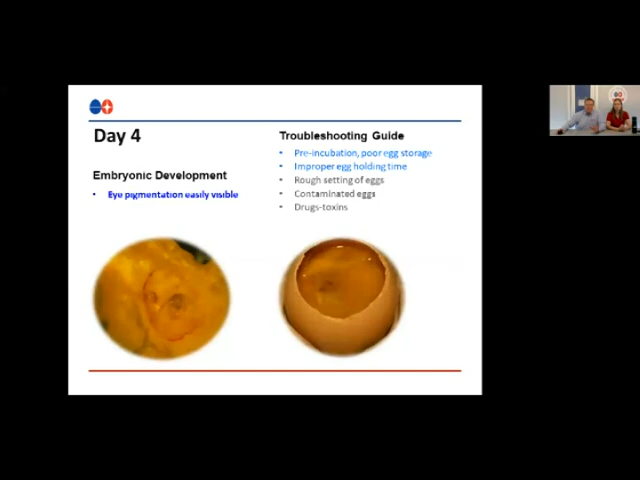 Day 4
Embryonic Development
• Eye pigmentation easily visible
Troubleshooting Guide
• Pre-incubation, poor egg storage
• Improper egg holding time
• Rough setting of eggs
• Contaminated eggs
• Drugs-toxins